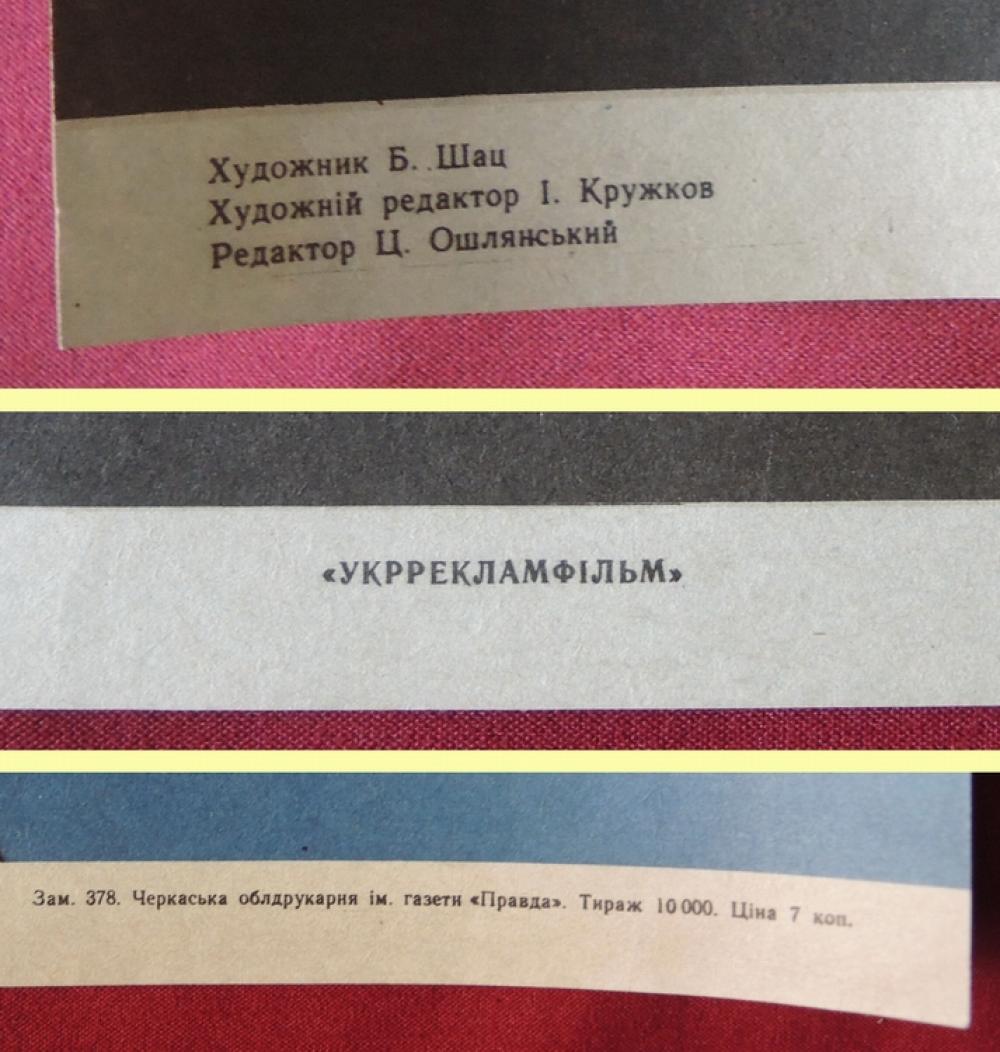 Художник Б. Шац
Художній редактор І. Кружков
Редактор Ц. Ошлянський
«УКРРЕКЛАМФІЛЬМ»
Зам. 378. Черкаська облдрукарня ім. газети «Правда». Тираж 10 000. Ціна 7 коп.